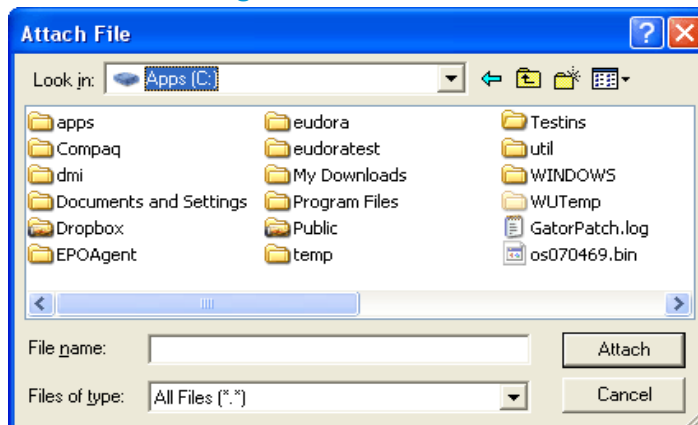 Attach File
Look in: Apps (C:)
apps eudora Testins
Compaq eudoratest util
dmi My Downloads WINDOWS
Documents and Settings Program Files WUTemp
Dropbox Public GatorPatch.log
EPOAgent temp os070469.bin
File name: Attach
Files of type: All Files (*.*) Cancel